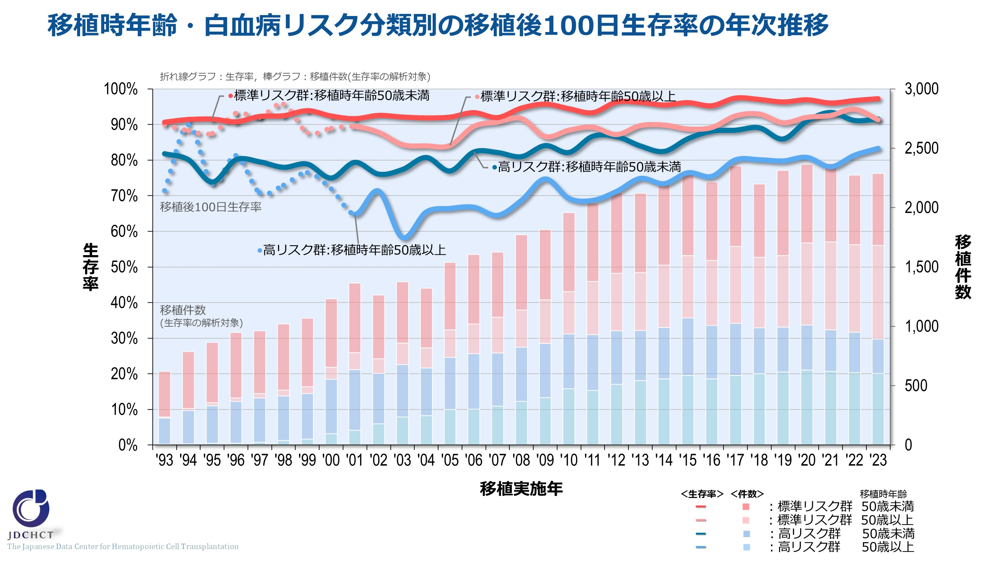 移植時年齢・白血病リスク分類別の移植後100日生存率の年次推移
折れ線グラフ：生存率，棒グラフ：移植件数(生存率の解析対象)
100%
90%
80%
70%
60%
50%
40%
30%
20%
10%
0%
生存率
標準リスク群:移植時年齢50歳未満
標準リスク群:移植時年齢50歳以上
高リスク群:移植時年齢50歳未満
移植後100日生存率
高リスク群:移植時年齢50歳以上
移植件数
(生存率の解析対象)
3,000
2,500
2,000
1,500
1,000
500
0
移植件数
'93 '94 '95 '96 '97 '98 '99 '00 '01 '02 '03 '04 '05 '06 '07 '08 '09 '10 '11 '12 '13 '14 '15 '16 '17 '18 '19 '20 '21 '22 '23
移植実施年
<生存率> <件数> 移植時年齢
：標準リスク群 50歳未満
：標準リスク群 50歳以上
：高リスク群 50歳未満
：高リスク群 50歳以上
JDCHCT
The Japanese Data Center for Hematopoietic Cell Transplantation